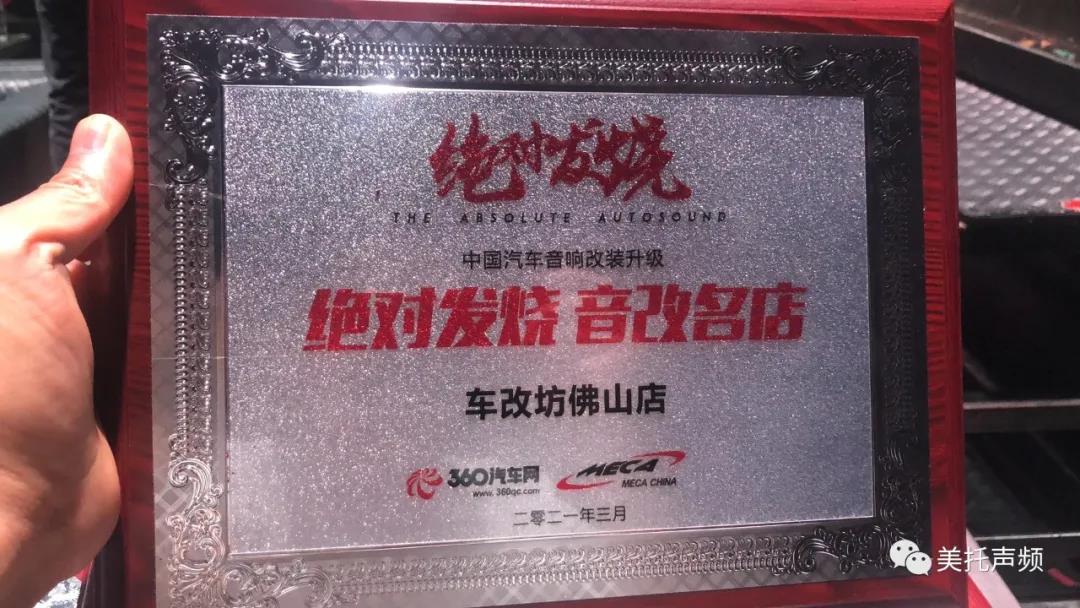 绝对发烧
THE ABSOLUTE AUTOSOUND
中国汽车音响改装升级
绝对发烧 音改名店
车改坊佛山店
360汽车网
www.360qc.com
MECA
MECA CHINA
二零二一年三月
美托声频